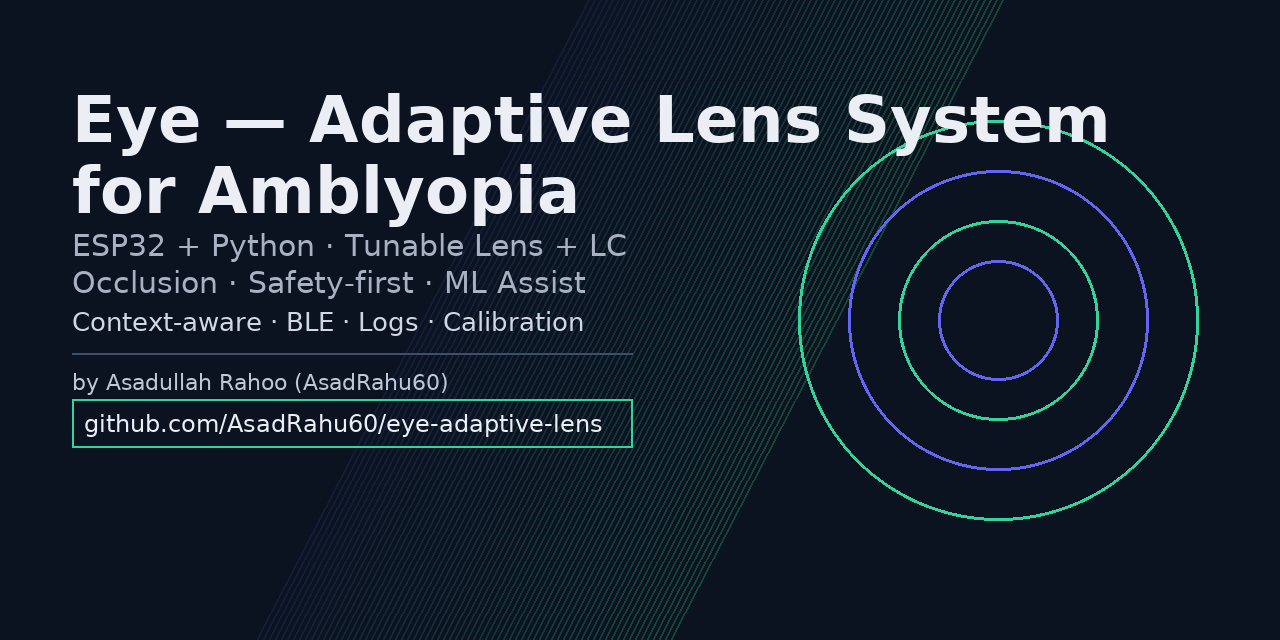 Eye — Adaptive Lens System
for Amblyopia
ESP32 + Python · Tunable Lens + LC
Occlusion · Safety-first · ML Assist
Context-aware · BLE · Logs · Calibration
by Asadullah Rahoo (AsadRahu60)
github.com/AsadRahu60/eye-adaptive-lens